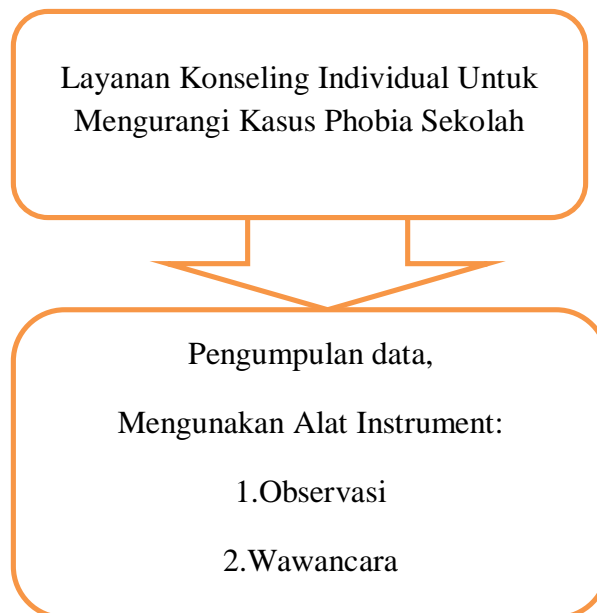 Layanan Konseling Individual Untuk
Mengurangi Kasus Phobia Sekolah
Pengumpulan data,
Mengunakan Alat Instrument:
1.Observasi
2.Wawancara